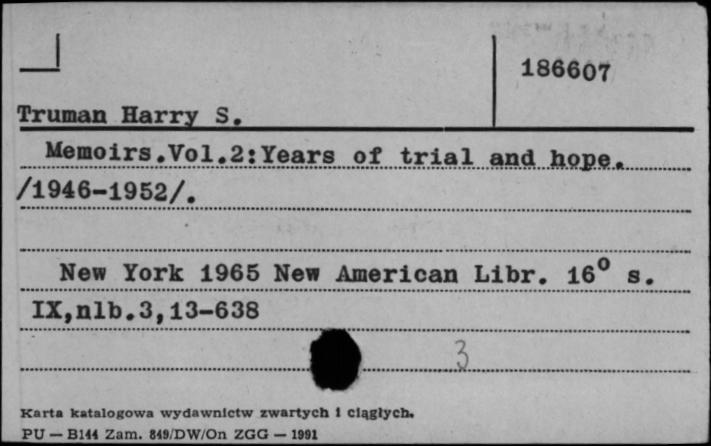 186607
Truman Harry S.
Memoirs.Vol.2:Years of trial and hope.
/1946-1952/.
New York 1965 New American Libr. 16° s.
IX,nlb.3,13-638
3
Karta katalogowa wydawnictw zwartych i ciągłych.
PU — B144 Zam. 849/DW/On ZGG — 1991